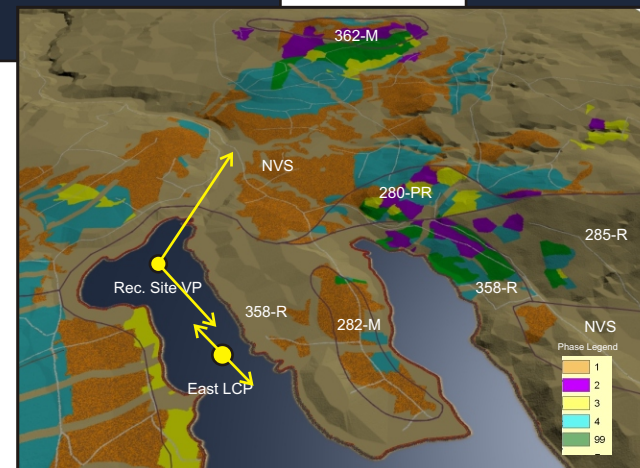 362-M
NVS
280-PR
285-R
Rec. Site VP
358-R
358-R
282-M
NVS
East LCP
Phase Legend
1
2
3
4
99